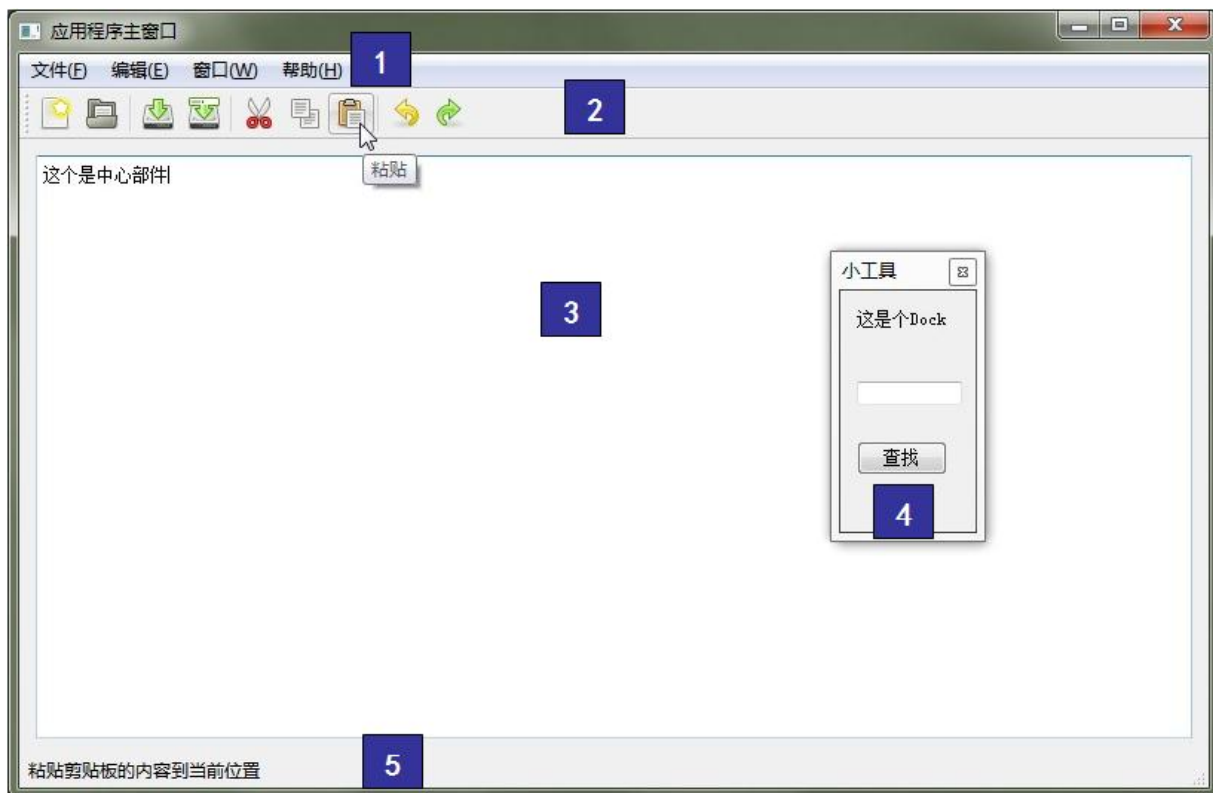 应用程序主窗口
文件(F) 编辑(E) 窗口(W) 帮助(H)
1
2
粘贴
这个是中心部件
3
小工具
这是个Dock
查找
4
粘贴剪贴板的内容到当前位置
5